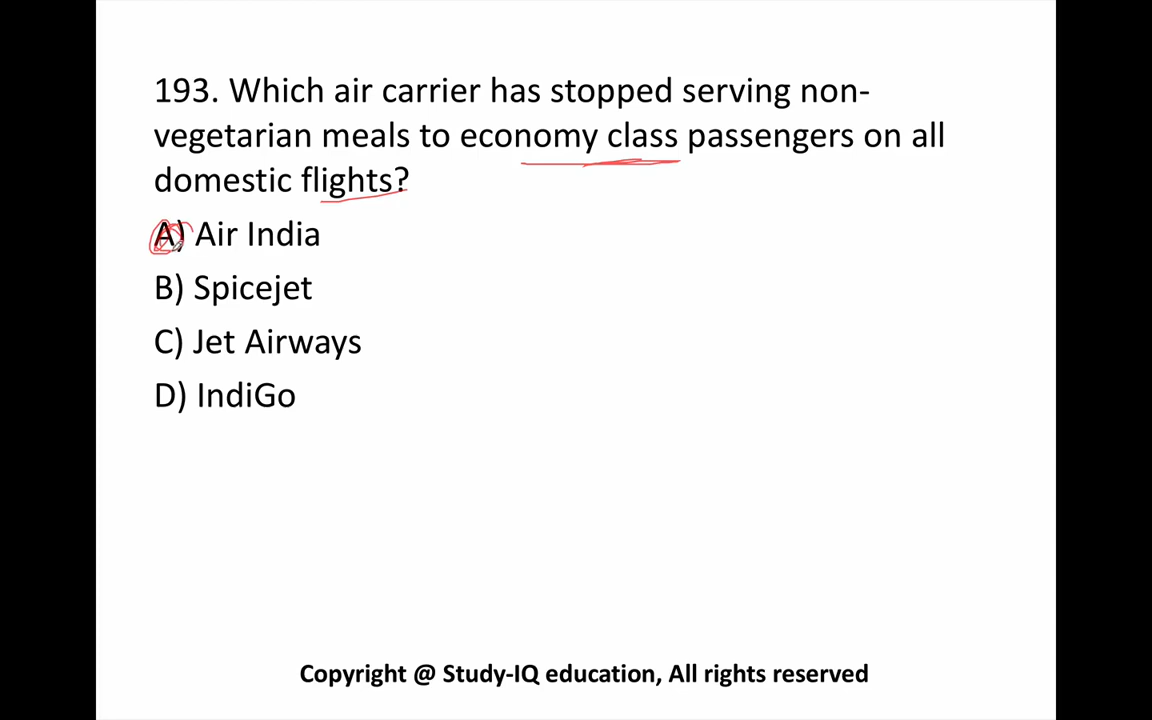 193. Which air carrier has stopped serving non-
vegetarian meals to economy class passengers on all
domestic flights?
A) Air India
B) Spicejet
C) Jet Airways
D) IndiGo
Copyright @ Study-IQ education, All rights reserved